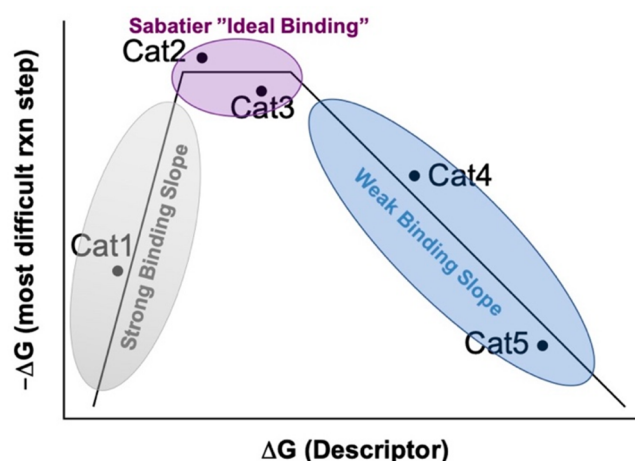 Sabatier ”Ideal Binding”
Cat2
Cat3
Cat4
Weak Binding Slope
Strong Binding Slope
Cat1
Cat5
−ΔG (most difficult rxn step)
ΔG (Descriptor)